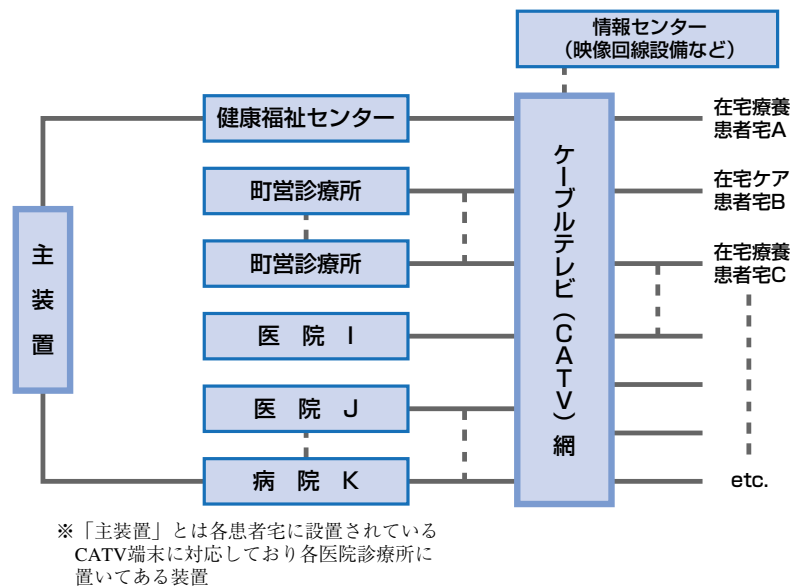 情報センター
（映像回線設備など）
健康福祉センター
町営診療所
町営診療所
医 院 I
医 院 J
病 院 K
主装置
ケーブルテレビ（CATV）網
在宅療養
患者宅A
在宅ケア
患者宅B
在宅療養
患者宅C
etc.
※「主装置」とは各患者宅に設置されている
CATV端末に対応しており各医院診療所に
置いてある装置